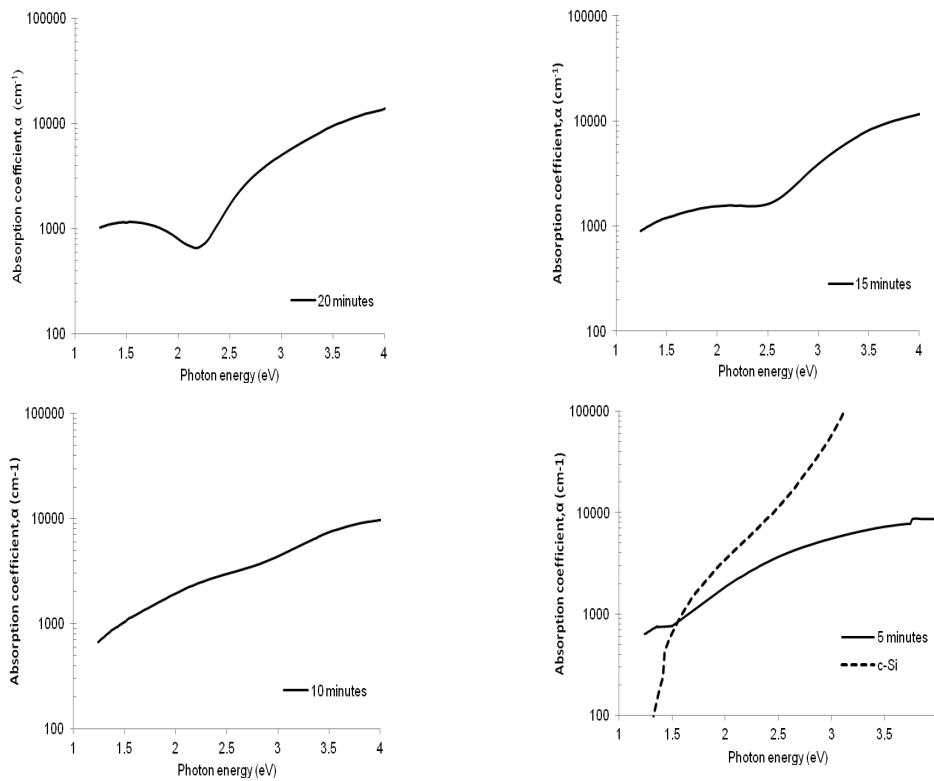 100000
10000
1000
100
1 1.5 2 2.5 3 3.5 4
Absorption coefficient,α (cm⁻¹)
Photon energy (eV)
20 minutes
100000
10000
1000
100
1 1.5 2 2.5 3 3.5 4
Absorption coefficient,α (cm⁻¹)
Photon energy (eV)
15 minutes
100000
10000
1000
100
1 1.5 2 2.5 3 3.5 4
Absorption coefficient,α (cm-1)
Photon energy (eV)
10 minutes
100000
10000
1000
100
1 1.5 2 2.5 3 3.5
Absorption coefficient,α (cm-1)
Photon energy (eV)
5 minutes
c-Si